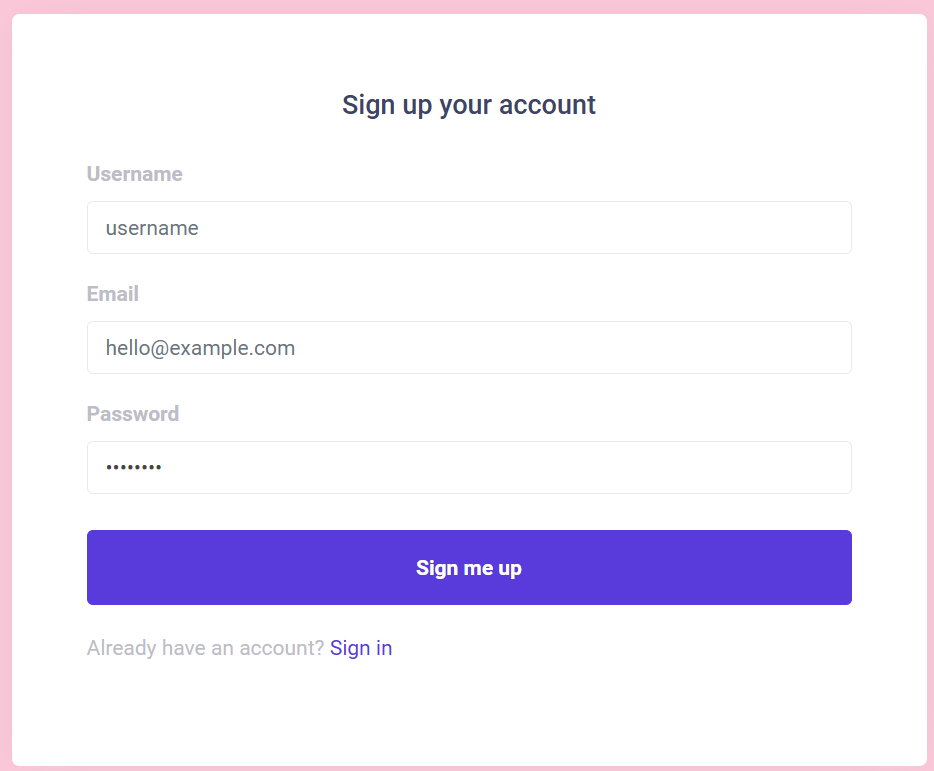 Sign up your account
Username
username
Email
hello@example.com
Password
••••••••
Sign me up
Already have an account? Sign in